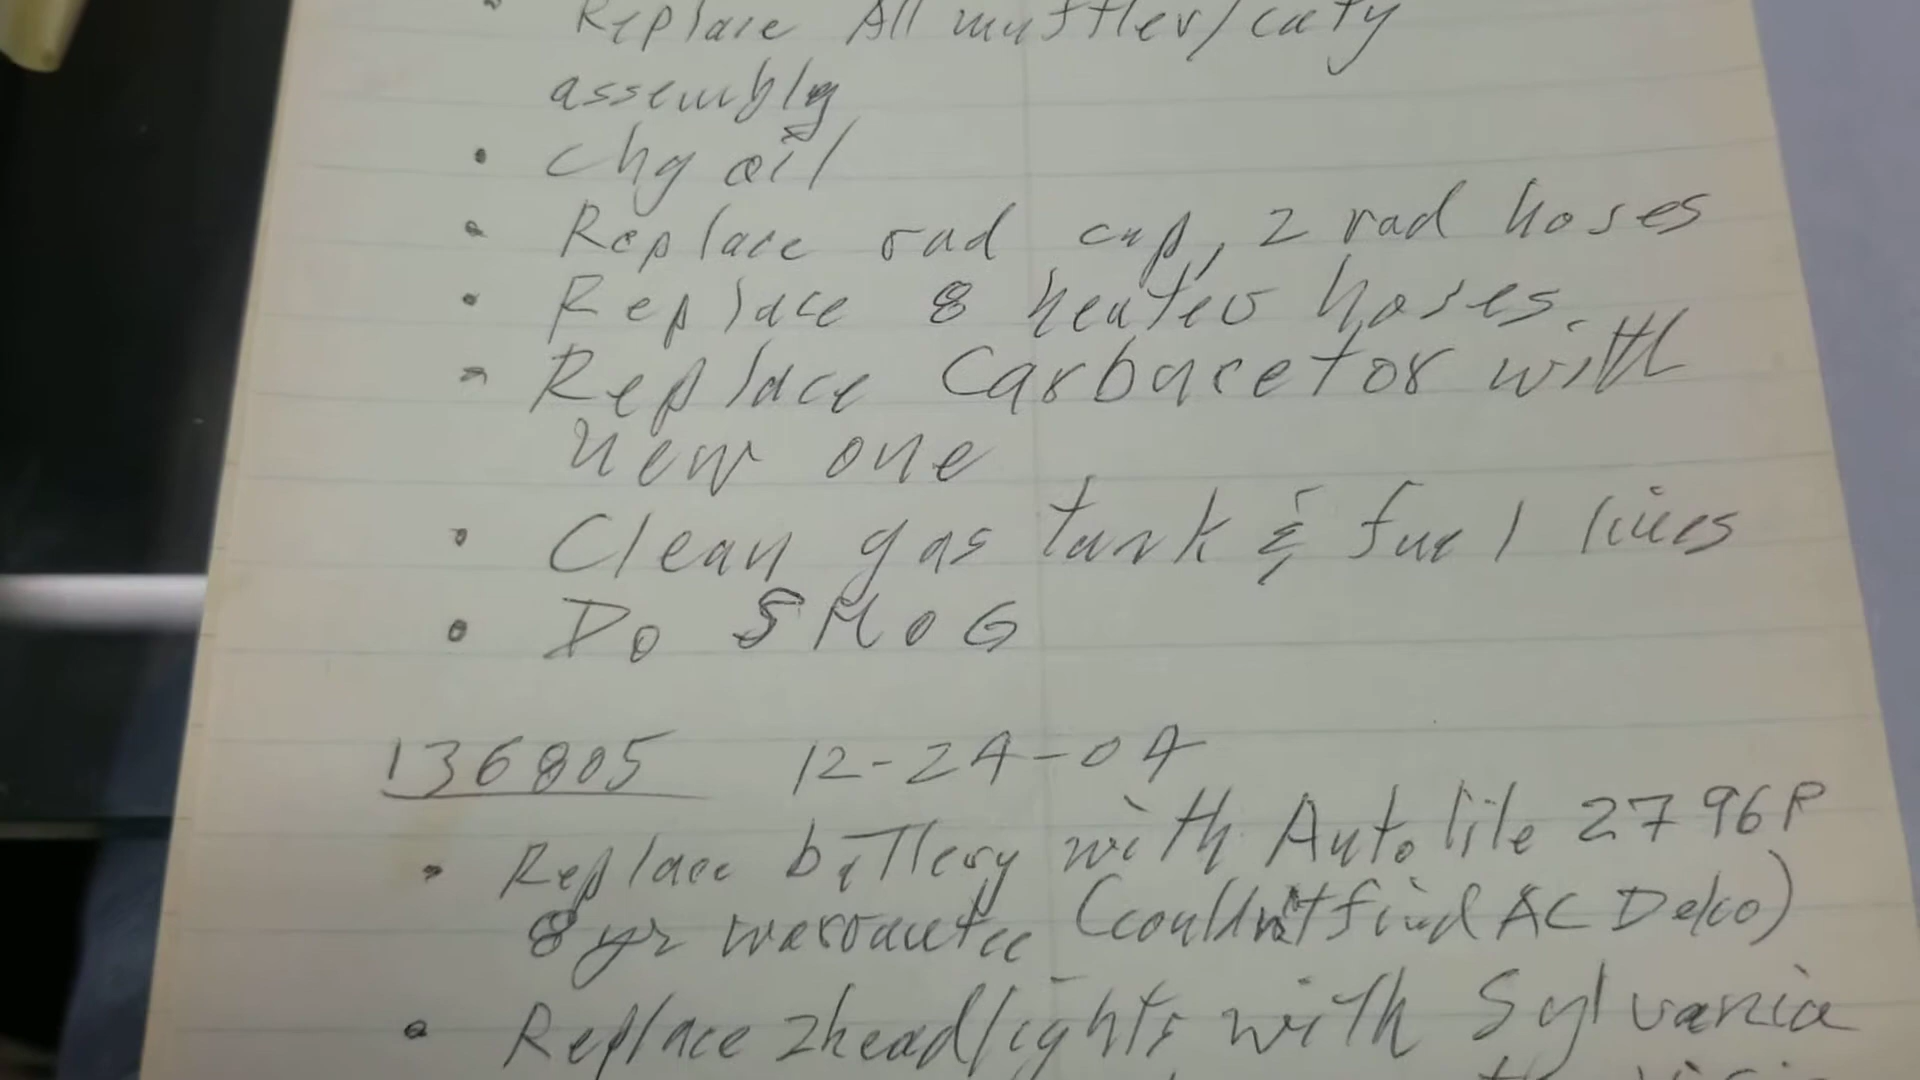 • Replace All muffler/caty
assembly
• Chg oil
• Replace rad cap, 2 rad hoses
• Replace 8 heater hoses.
• Replace Carbacetor with
new one
• Clean gas tank & fuel lines
• Do SMOG
136805 12-24-04
• Replace battery with Autolite 2796P
8 yr warrantee (couldn't find AC Delco)
• Replace 2 headlights with Sylvania